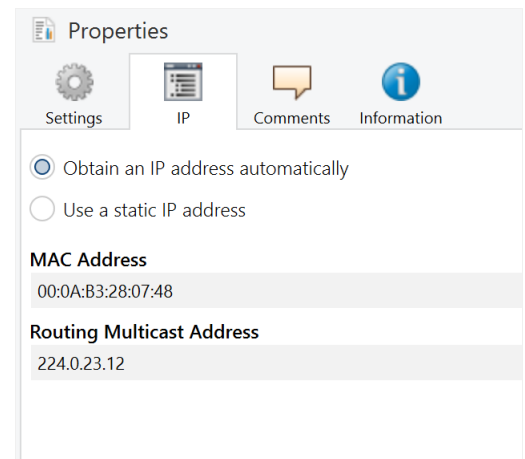 Properties
Settings IP Comments Information
Obtain an IP address automatically
Use a static IP address
MAC Address
00:0A:B3:28:07:48
Routing Multicast Address
224.0.23.12